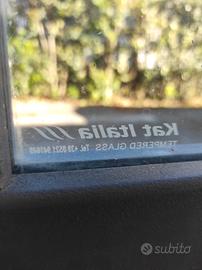 Kat Italia
TEMPERED GLASS Tel. +39 0521
subito